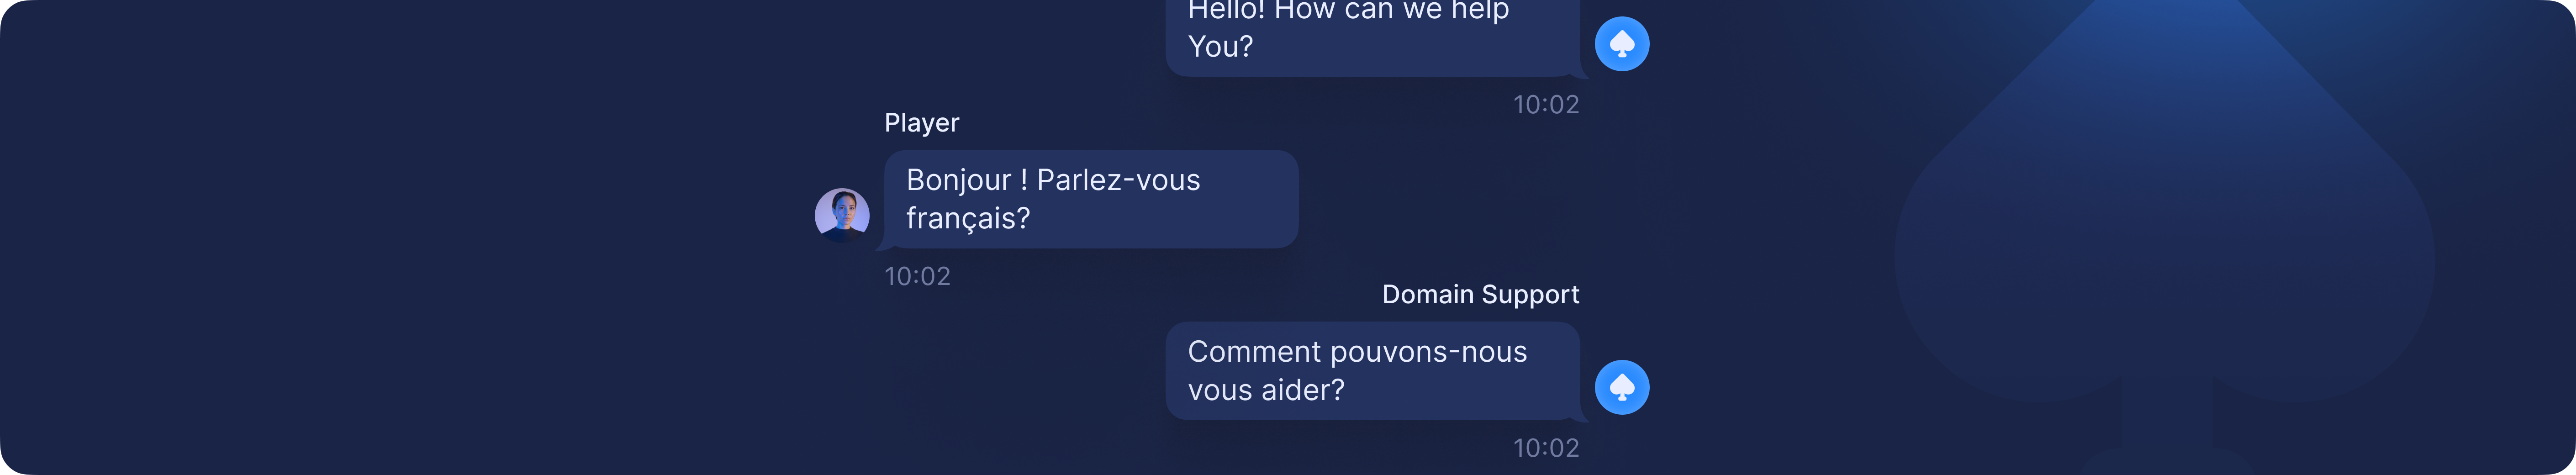 Hello! How can we help
You?
10:02
Player
Bonjour ! Parlez-vous
français?
10:02
Domain Support
Comment pouvons-nous
vous aider?
10:02